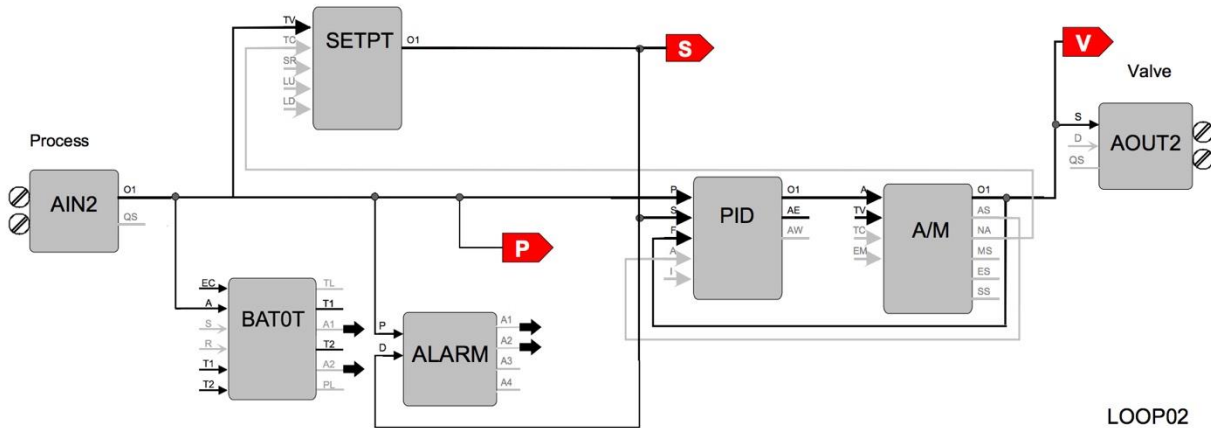 TV
TC
SR
LU
LD
SETPT
O1
S
V
Valve
S
D
QS
AOUT2
Process
AIN2
O1
QS
P
P
S
F
A
I
PID
O1
AE
AW
A
TV
TC
EM
A/M
O1
AS
NA
MS
ES
SS
EC
A
S
R
T1
T2
BAT0T
TL
T1
A1
T2
A2
PL
P
D
ALARM
A1
A2
A3
A4
LOOP02